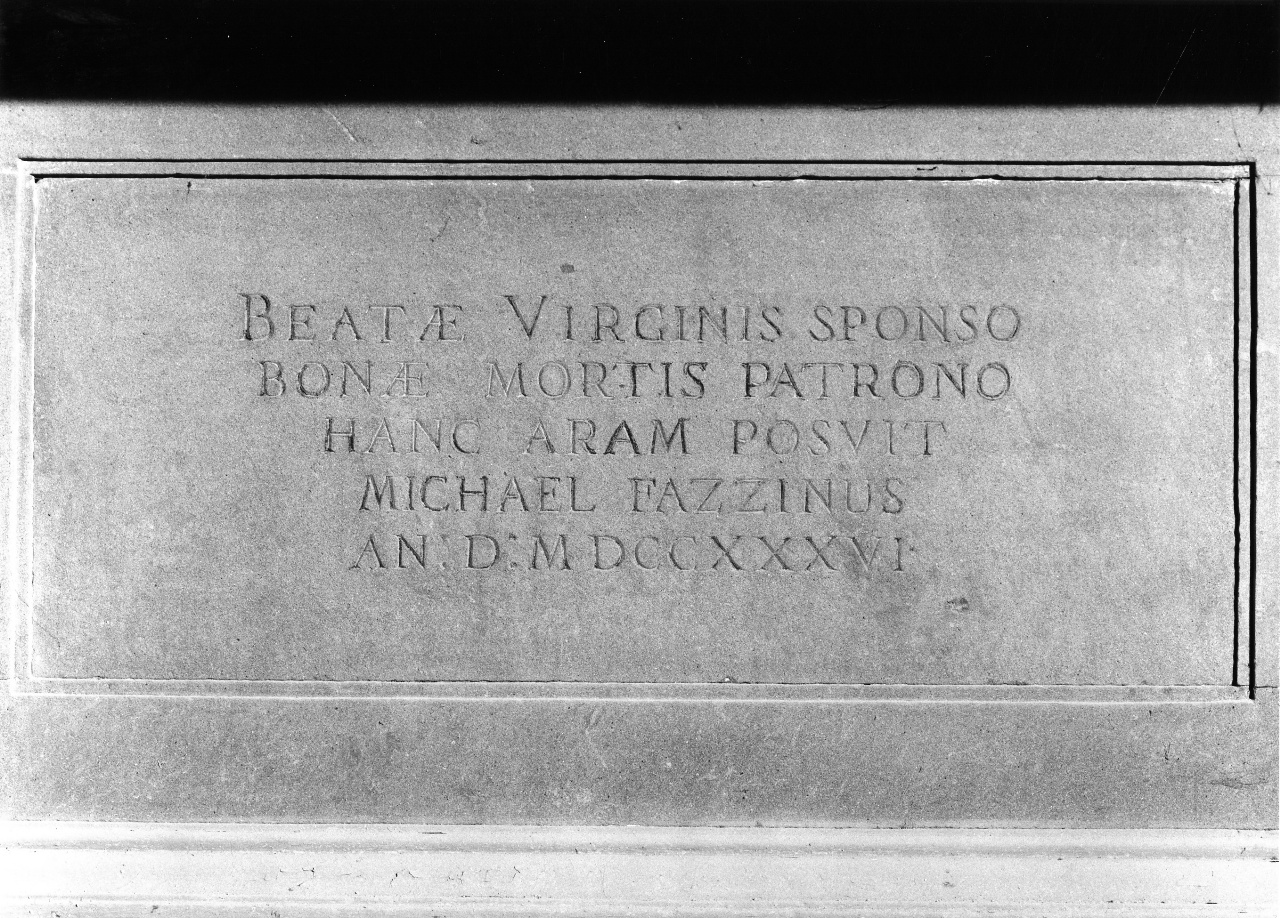 BEATÆ VIRGINIS SPONSO
BONÆ MORTIS PATRONO
HANC ARAM POSVIT
MICHAEL FAZZINUS
AN: D: MDCCXXXVI